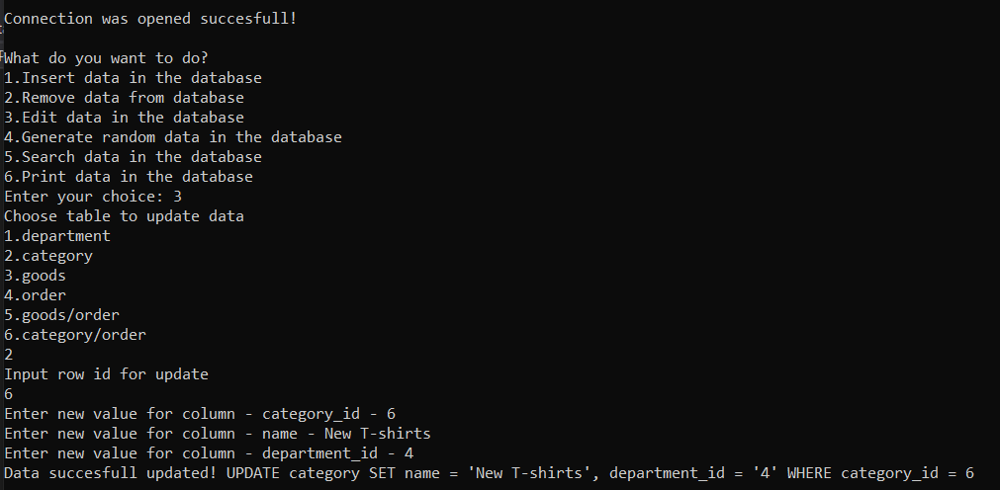 Connection was opened succesfull!
What do you want to do?
1.Insert data in the database
2.Remove data from database
3.Edit data in the database
4.Generate random data in the database
5.Search data in the database
6.Print data in the database
Enter your choice: 3
Choose table to update data
1.department
2.category
3.goods
4.order
5.goods/order
6.category/order
2
Input row id for update
6
Enter new value for column - category_id - 6
Enter new value for column - name - New T-shirts
Enter new value for column - department_id - 4
Data succesfull updated! UPDATE category SET name = 'New T-shirts', department_id = '4' WHERE category_id = 6